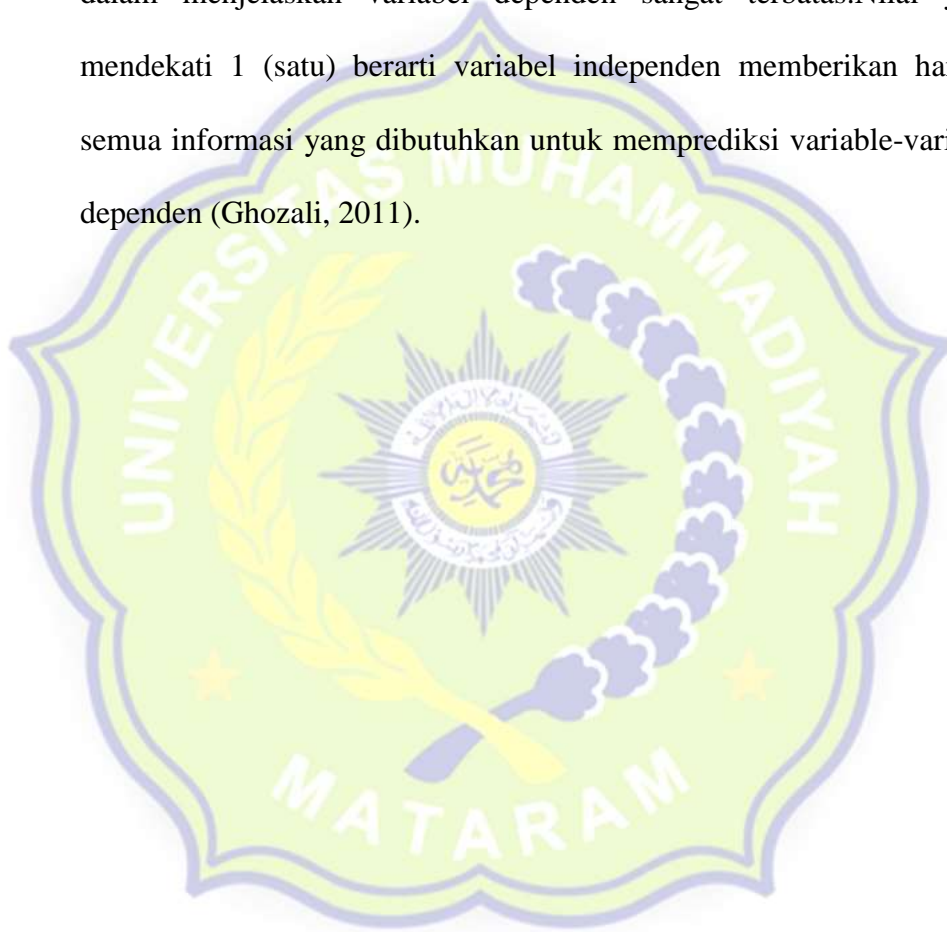 dalam menjelaskan variabel dependen sangat terbatas.Nilai
mendekati 1 (satu) berarti variabel independen memberikan
semua informasi yang dibutuhkan untuk memprediksi
dependen (Ghozali, 2011).
UNIVERSITAS MUHAMMADIYAH
MATARAM